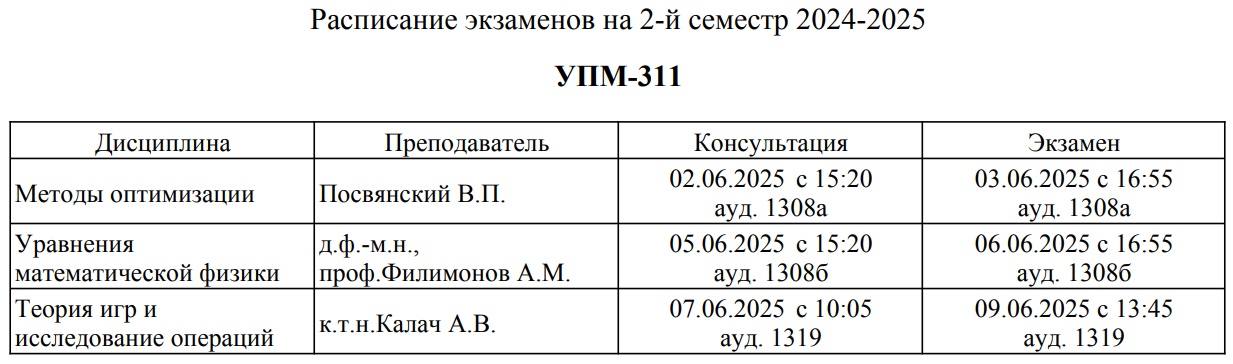 Расписание экзаменов на 2-й семестр 2024-2025
УПМ-311
Дисциплина Преподаватель Консультация Экзамен
Методы оптимизации Посвянский В.П. 02.06.2025 с 15:20 03.06.2025 с 16:55
ауд. 1308а ауд. 1308а
Уравнения д.ф.-м.н., 05.06.2025 с 15:20 06.06.2025 с 16:55
математической физики проф.Филимонов А.М. ауд. 1308б ауд. 1308б
Теория игр и к.т.н.Калач А.В. 07.06.2025 с 10:05 09.06.2025 с 13:45
исследование операций ауд. 1319 ауд. 1319